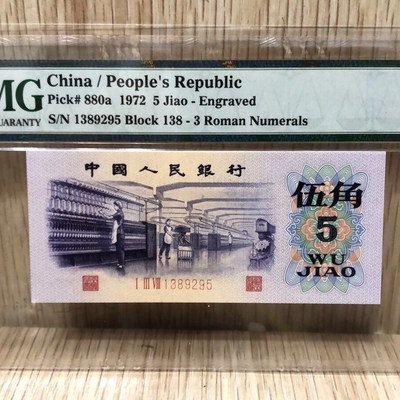 MG
GUARANTY
China / People's Republic
Pick# 880a 1972 5 Jiao - Engraved
S/N 1389295 Block 138 - 3 Roman Numerals
中國人民銀行
伍角
5
WU
JIAO
I III VIII 1389295